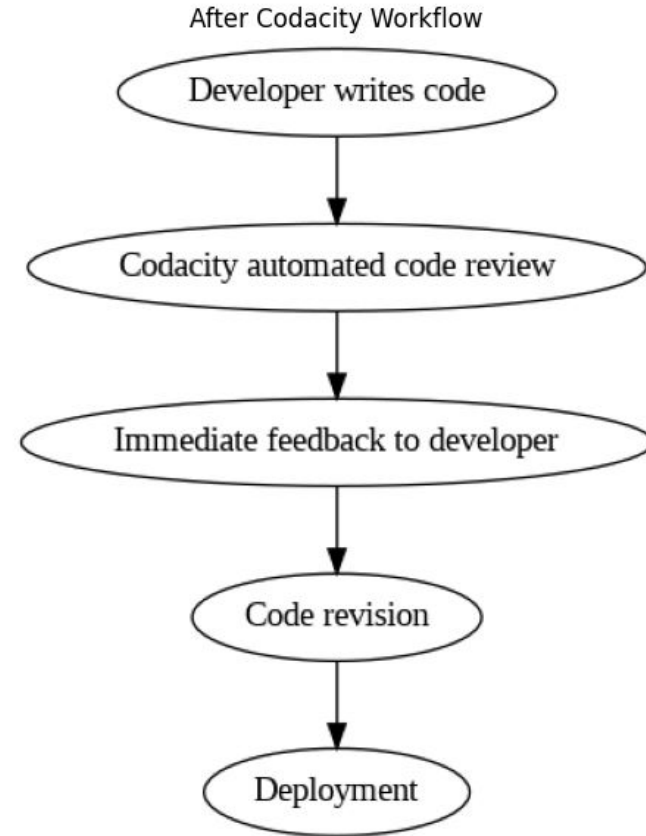 After Codacity Workflow
Developer writes code
Codacity automated code review
Immediate feedback to developer
Code revision
Deployment